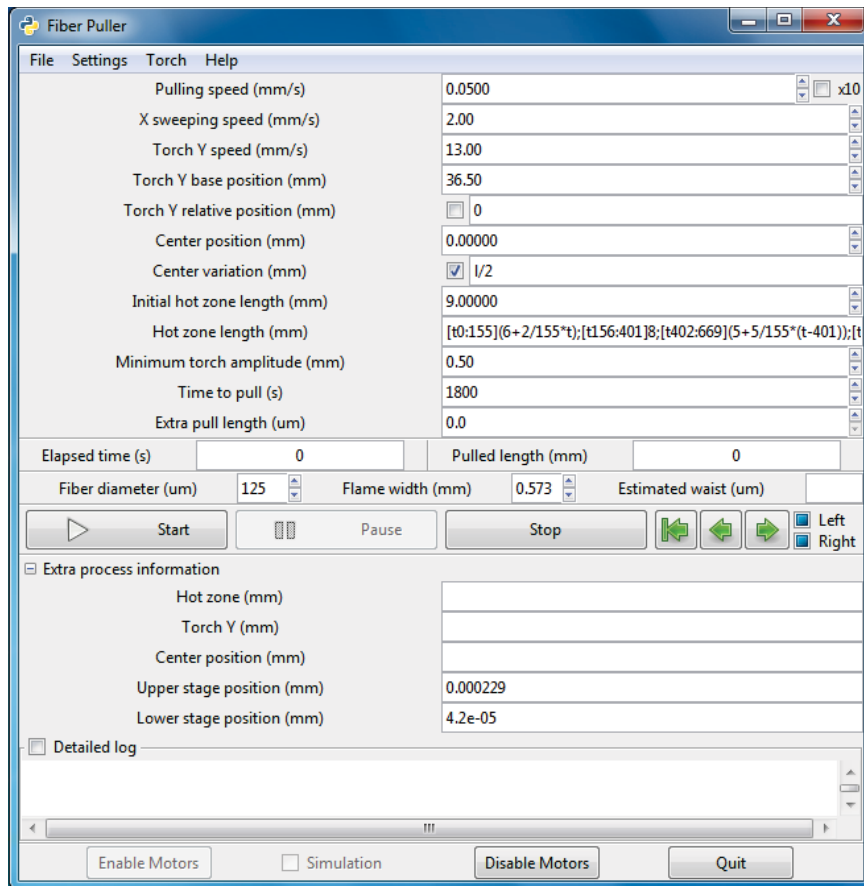 Fiber Puller
File Settings Torch Help
Pulling speed (mm/s) 0.0500 x10
X sweeping speed (mm/s) 2.00
Torch Y speed (mm/s) 13.00
Torch Y base position (mm) 36.50
Torch Y relative position (mm) 0
Center position (mm) 0.00000
Center variation (mm) l/2
Initial hot zone length (mm) 9.00000
Hot zone length (mm) [t0:155](6+2/155*t);[t156:401]8;[t402:669](5+5/155*(t-401));[t
Minimum torch amplitude (mm) 0.50
Time to pull (s) 1800
Extra pull length (um) 0.0
Elapsed time (s) 0 Pulled length (mm) 0
Fiber diameter (um) 125 Flame width (mm) 0.573 Estimated waist (um)
Start Pause Stop Left
Right
Extra process information
Hot zone (mm)
Torch Y (mm)
Center position (mm)
Upper stage position (mm) 0.000229
Lower stage position (mm) 4.2e-05
Detailed log
Enable Motors Simulation Disable Motors Quit